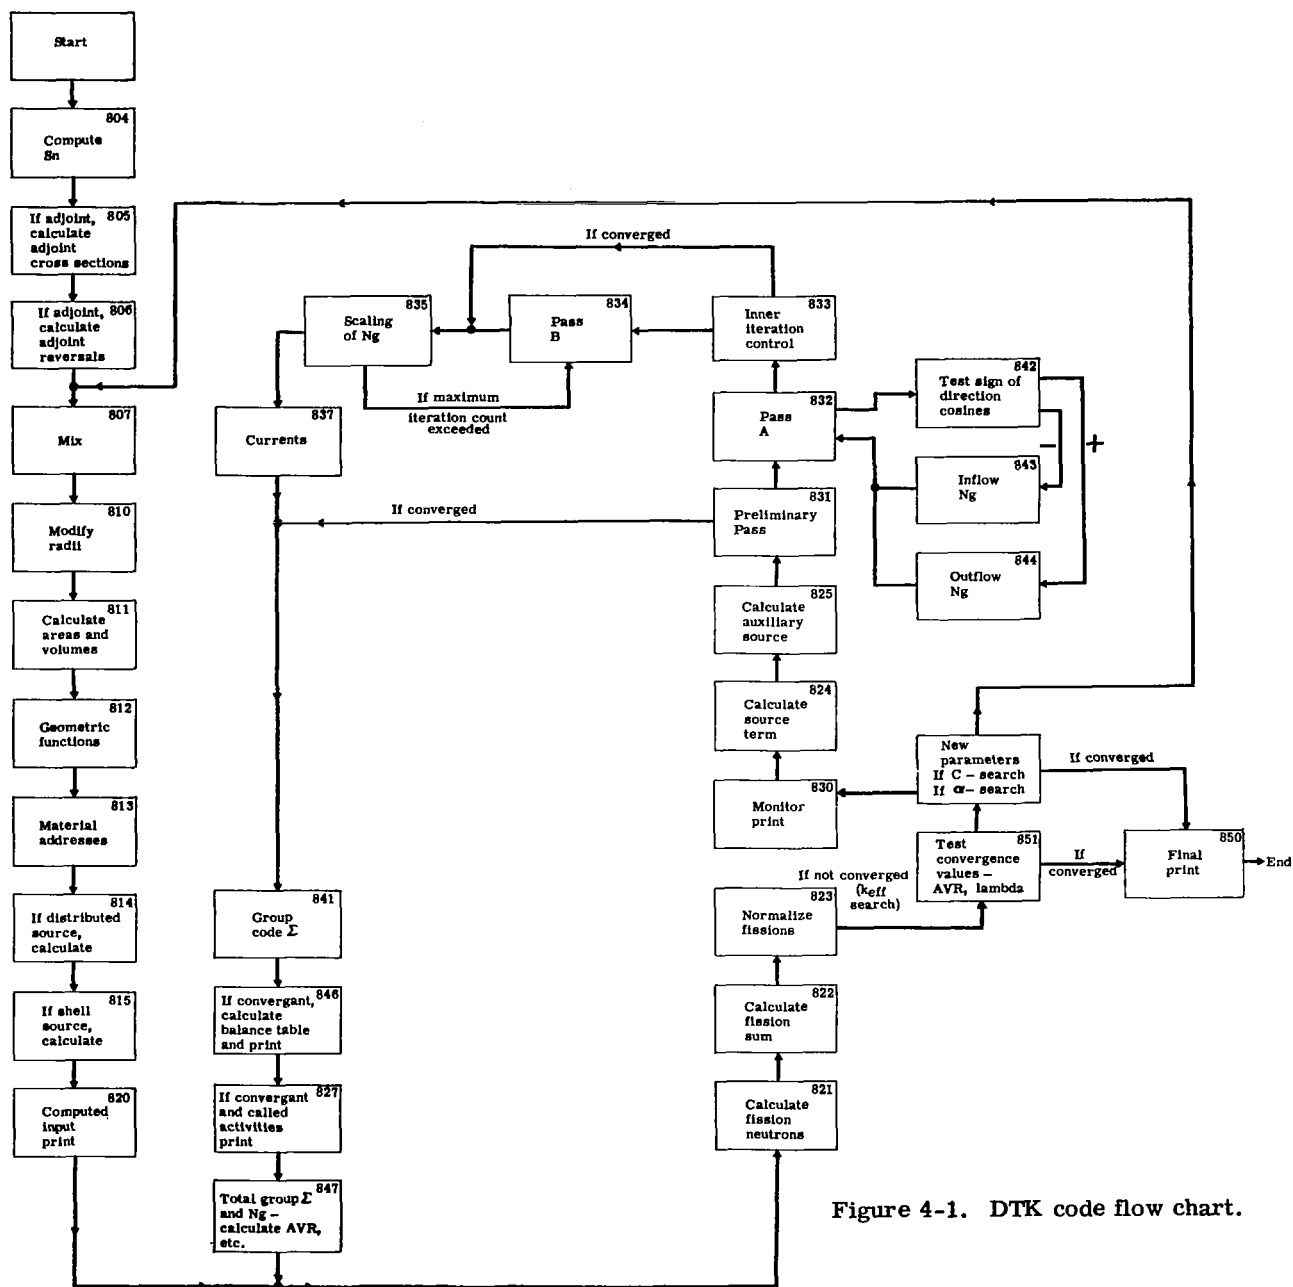 Start
804
Compute
Sn
If adjoint, 805
calculate
adjoint
cross sections
If adjoint, 806
calculate
adjoint
reversals
807
Mix
810
Modify
radii
811
Calculate
areas and
volumes
812
Geometric
functions
813
Material
addresses
814
If distributed
source,
calculate
815
If shell
source,
calculate
820
Computed
input
print
If converged
835
Scaling
of Ng
834
Pass
B
833
Inner
iteration
control
If maximum
iteration count
exceeded
837
Currents
832
Pass
A
842
Test sign of
direction
cosines
− +
843
Inflow
Ng
844
Outflow
Ng
If converged
831
Preliminary
Pass
825
Calculate
auxiliary
source
824
Calculate
source
term
830
Monitor
print
New
parameters
If C – search
If α – search
If converged
851
Test
convergence
values –
AVR, lambda
If
converged
850
Final
print
End
If not converged
(keff
search)
823
Normalize
fissions
822
Calculate
fission
sum
821
Calculate
fission
neutrons
841
Group
code Σ
846
If convergant,
calculate
balance table
and print
827
If convergant
and called
activities
print
847
Total group Σ
and Ng –
calculate AVR,
etc.
Figure 4-1. DTK code flow chart.